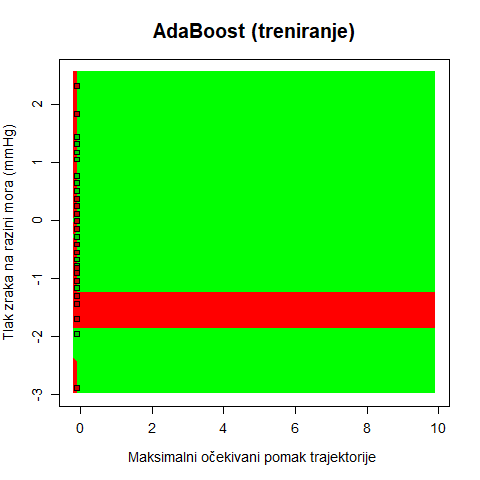 AdaBoost (treniranje)
Tlak zraka na razini mora (mmHg)
2
1
0
-1
-2
-3
0 2 4 6 8 10
Maksimalni očekivani pomak trajektorije